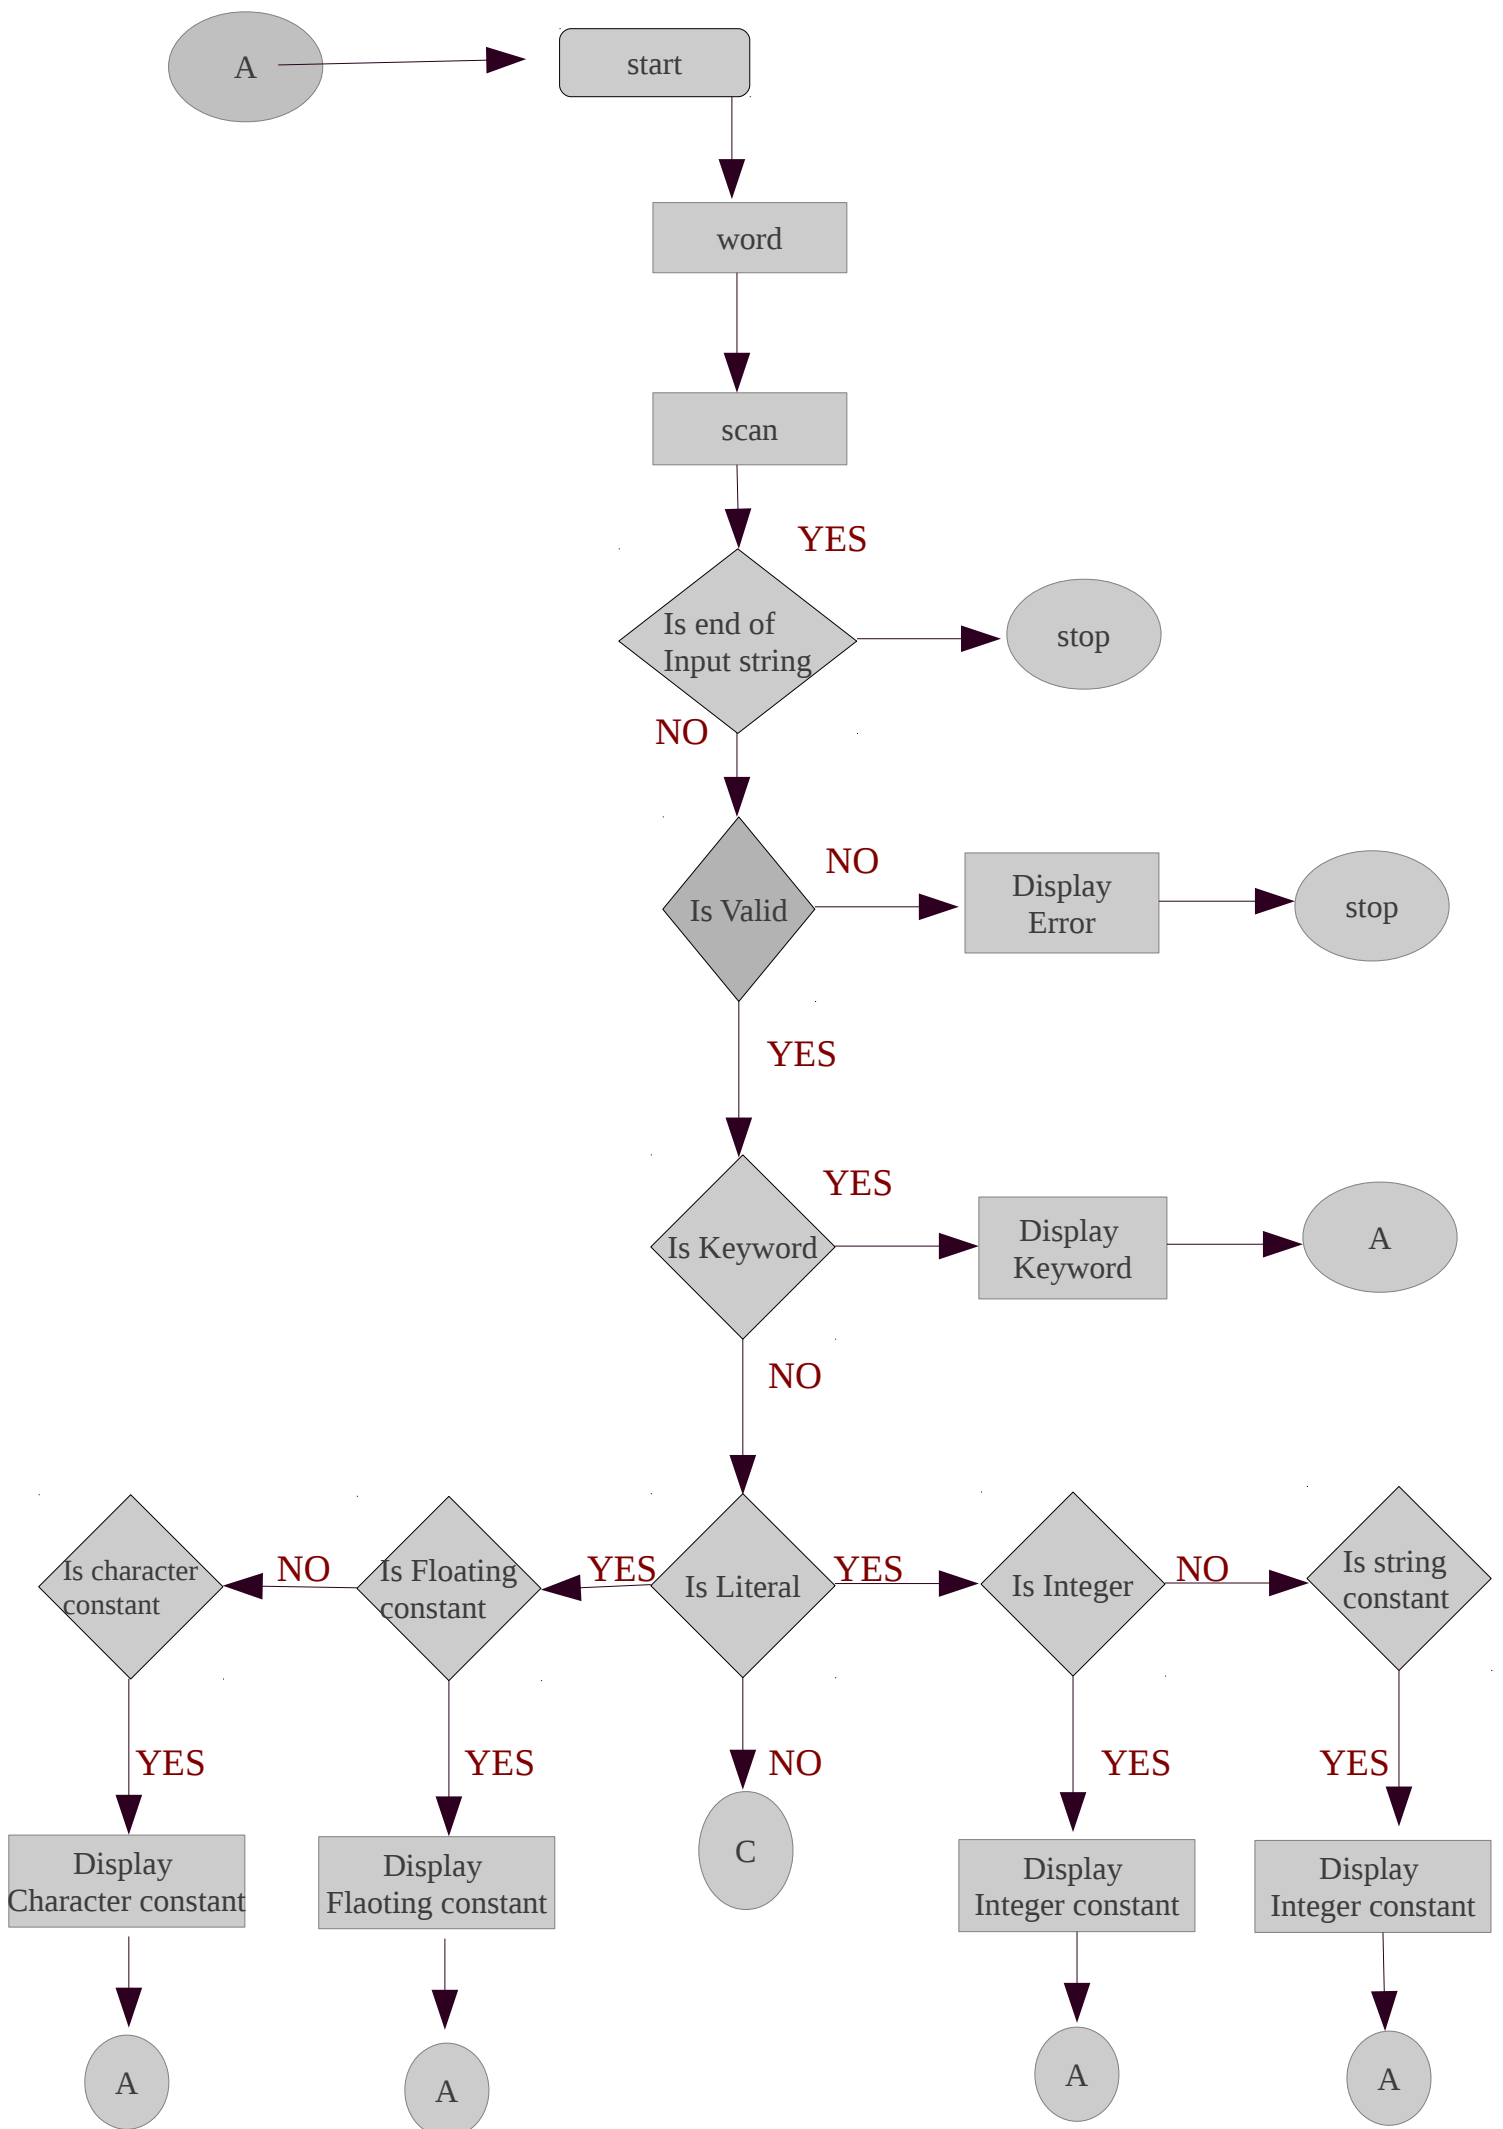 A
start
word
scan
YES
Is end of
Input string
stop
NO
NO
Is Valid
Display
Error
stop
YES
YES
Is Keyword
Display
Keyword
A
NO
Is character
constant
NO
Is Floating
constant
YES
Is Literal
YES
Is Integer
NO
Is string
constant
YES
YES
NO
YES
YES
Display
Character constant
Display
Flaoting constant
C
Display
Integer constant
Display
Integer constant
A
A
A
A